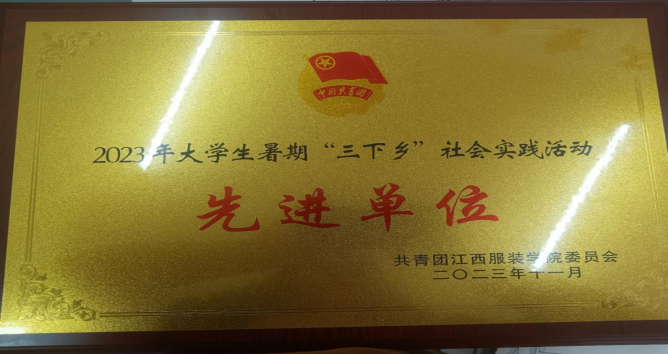 中国共青团
2023年大学生暑期“三下乡”社会实践活动
先进单位
共青团江西服装学院委员会
二〇二三年十一月